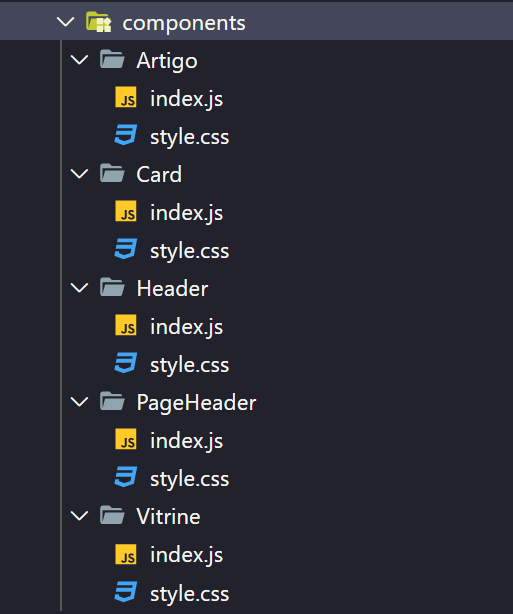 components
Artigo
JS index.js
style.css
Card
JS index.js
style.css
Header
JS index.js
style.css
PageHeader
JS index.js
style.css
Vitrine
JS index.js
style.css